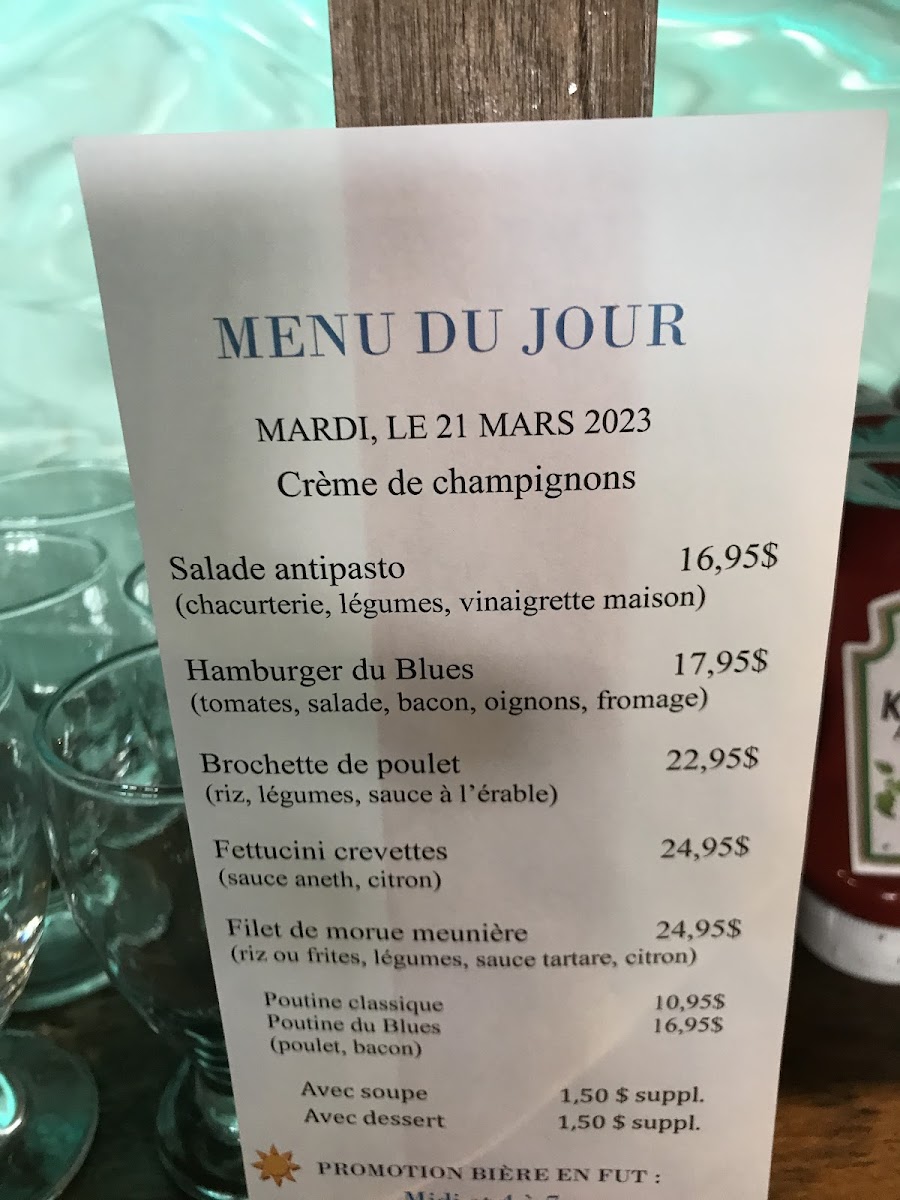 MENU DU JOUR
MARDI, LE 21 MARS 2023
Crème de champignons
Salade antipasto 16,95$
(chacurterie, légumes, vinaigrette maison)
Hamburger du Blues 17,95$
(tomates, salade, bacon, oignons, fromage)
Brochette de poulet 22,95$
(riz, légumes, sauce à l'érable)
Fettucini crevettes 24,95$
(sauce aneth, citron)
Filet de morue meunière 24,95$
(riz ou frites, légumes, sauce tartare, citron)
Poutine classique 10,95$
Poutine du Blues 16,95$
(poulet, bacon)
Avec soupe 1,50 $ suppl.
Avec dessert 1,50 $ suppl.
PROMOTION BIÈRE EN FUT :